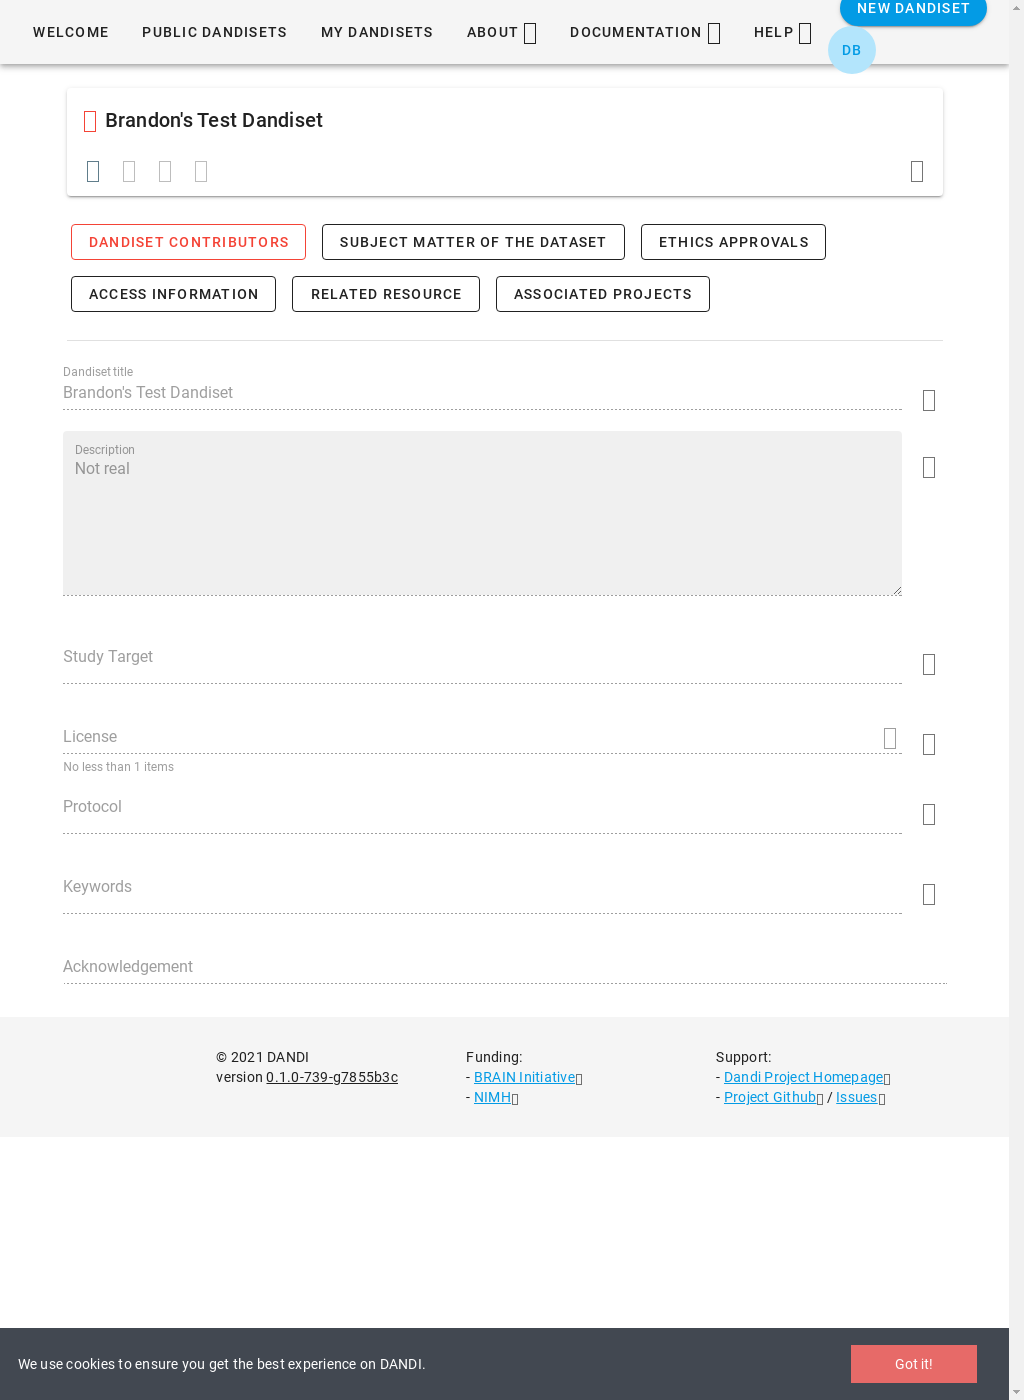 NEW DANDISET
WELCOME PUBLIC DANDISETS MY DANDISETS ABOUT DOCUMENTATION HELP
DB
Brandon's Test Dandiset
DANDISET CONTRIBUTORS SUBJECT MATTER OF THE DATASET ETHICS APPROVALS
ACCESS INFORMATION RELATED RESOURCE ASSOCIATED PROJECTS
Dandiset title
Brandon's Test Dandiset
Description
Not real
Study Target
License
No less than 1 items
Protocol
Keywords
Acknowledgement
© 2021 DANDI
version 0.1.0-739-g7855b3c
Funding:
- BRAIN Initiative
- NIMH
Support:
- Dandi Project Homepage
- Project Github / Issues
We use cookies to ensure you get the best experience on DANDI.
Got it!